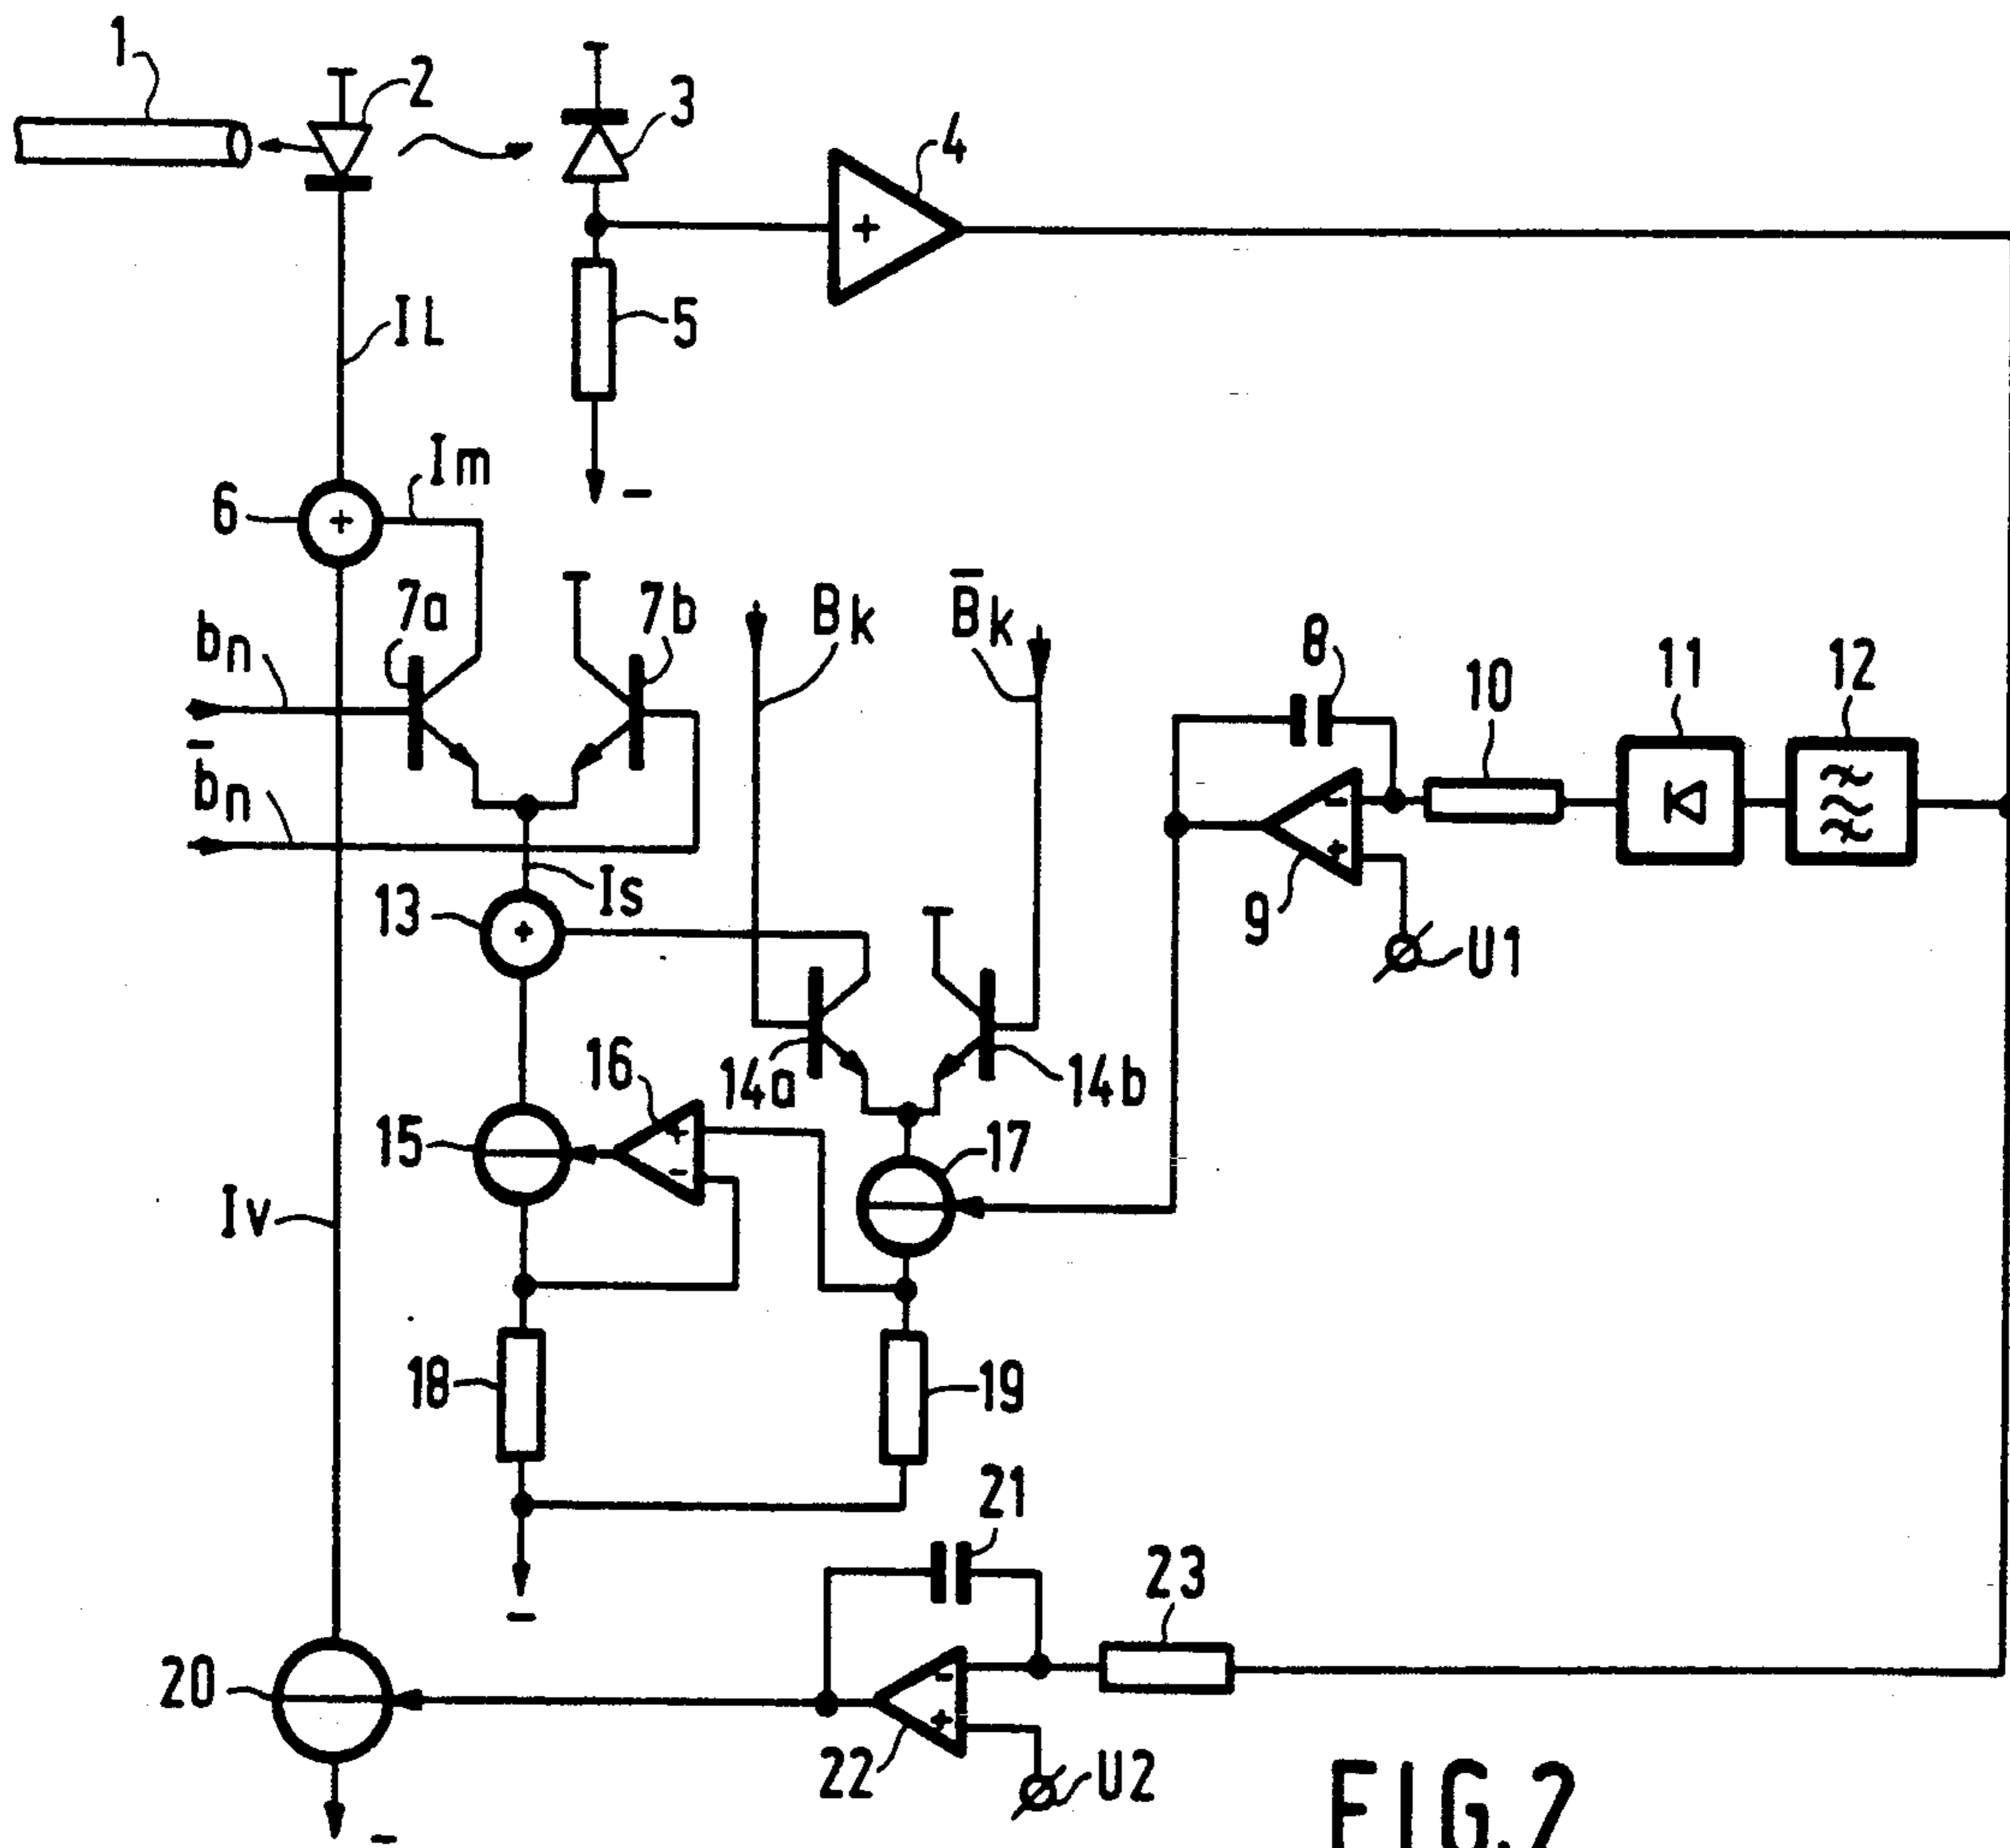 1
2
3
4
5
IL
Im
6
+
+
7a
7b
Bk
B̅k
bn
b̅n
8
10
11
12
-
+
9
U1
Is
13
+
14a
14b
16
+
-
15
17
Iv
18
19
-
-
21
23
20
-
+
22
U2
-
FIG.2